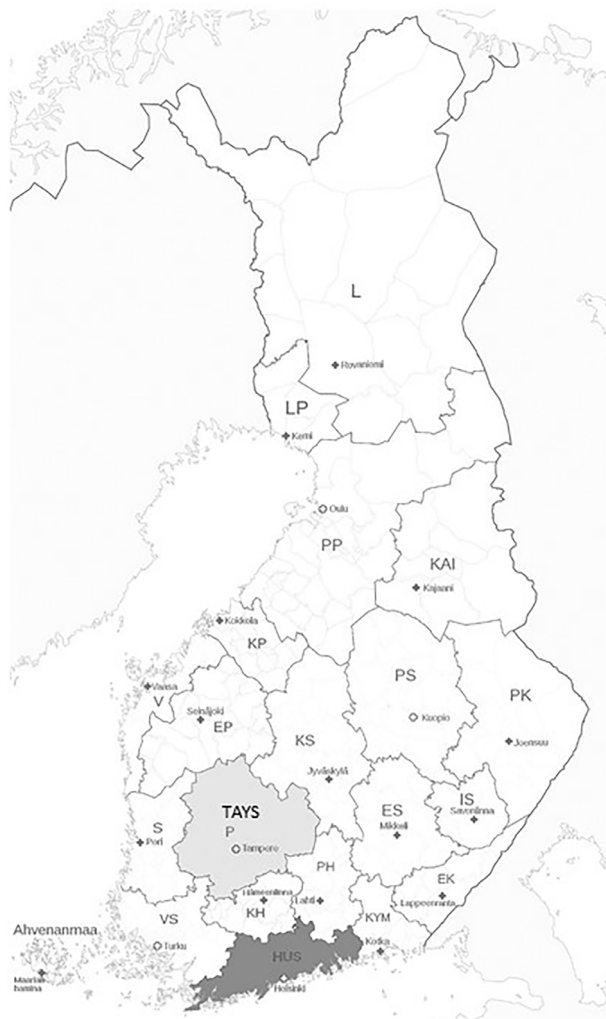 L
Rovaniemi
LP
Kemi
Oulu
PP
KAI
Kajaani
Kokkola
KP
PS
Vaasa
V
Seinäjoki
EP
PK
Kuopio
KS
Joensuu
Jyväskylä
TAYS
P
Tampere
S
Pori
ES
Mikkeli
IS
Savonlinna
PH
EK
Lappeenranta
Hämeenlinna
Lahti
KH
VS
KYM
Ahvenanmaa
Turku
Kotka
HUS
Maarian
hamina
Helsinki